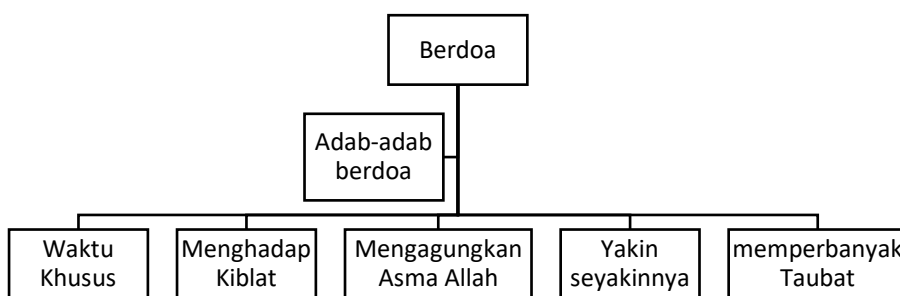 Berdoa
Adab-adab
berdoa
Waktu
Khusus
Menghadap
Kiblat
Mengagungkan
Asma Allah
Yakin
seyakinnya
memperbanyak
Taubat